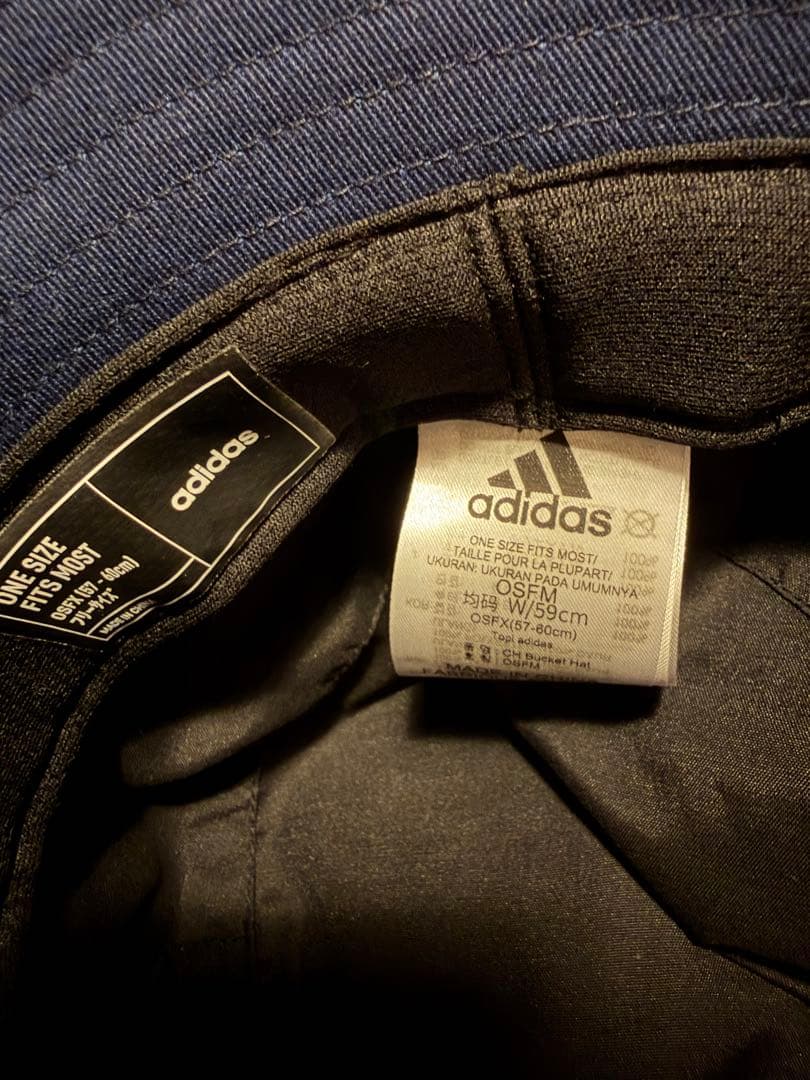 adidas
ONE SIZE
FITS MOST
OSFX (57 - 60cm)
フリーサイズ
MADE IN CHINA
adidas
ONE SIZE FITS MOST/
TAILLE POUR LA PLUPART/
UKURAN: UKURAN PADA UMUMNYA
OSFM
均码 W/59cm
OSFX(57-60cm)
Topi adidas
CH Bucket Hat
OSFM
MADE IN